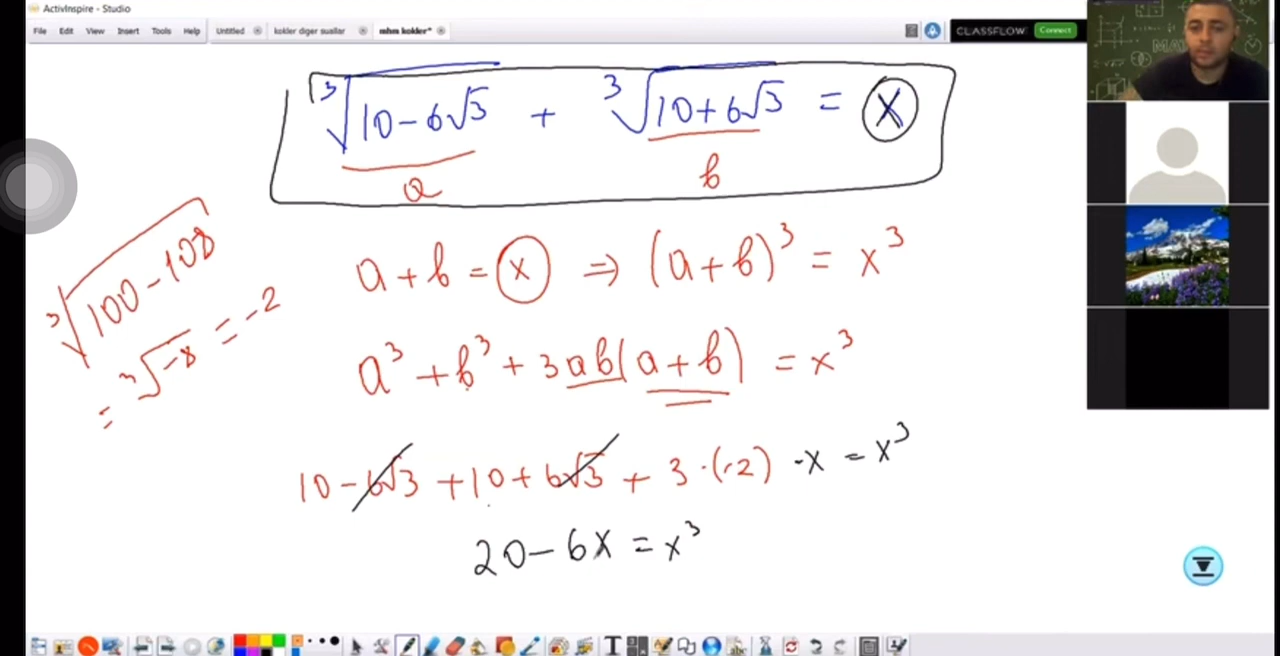 ActivInspire - Studio
File Edit View Insert Tools Help Untitled kokler diger suallar mhm kokler*
CLASSFLOW Connect
∛(10-6√3) + ∛(10+6√3) = x
a b
a+b = x ⇒ (a+b)³ = x³
∛(100-108)
= ∛-8 = -2
a³ + b³ + 3ab(a+b) = x³
10-6√3 +10+6√3 + 3·(-2) ·x = x³
20-6x = x³